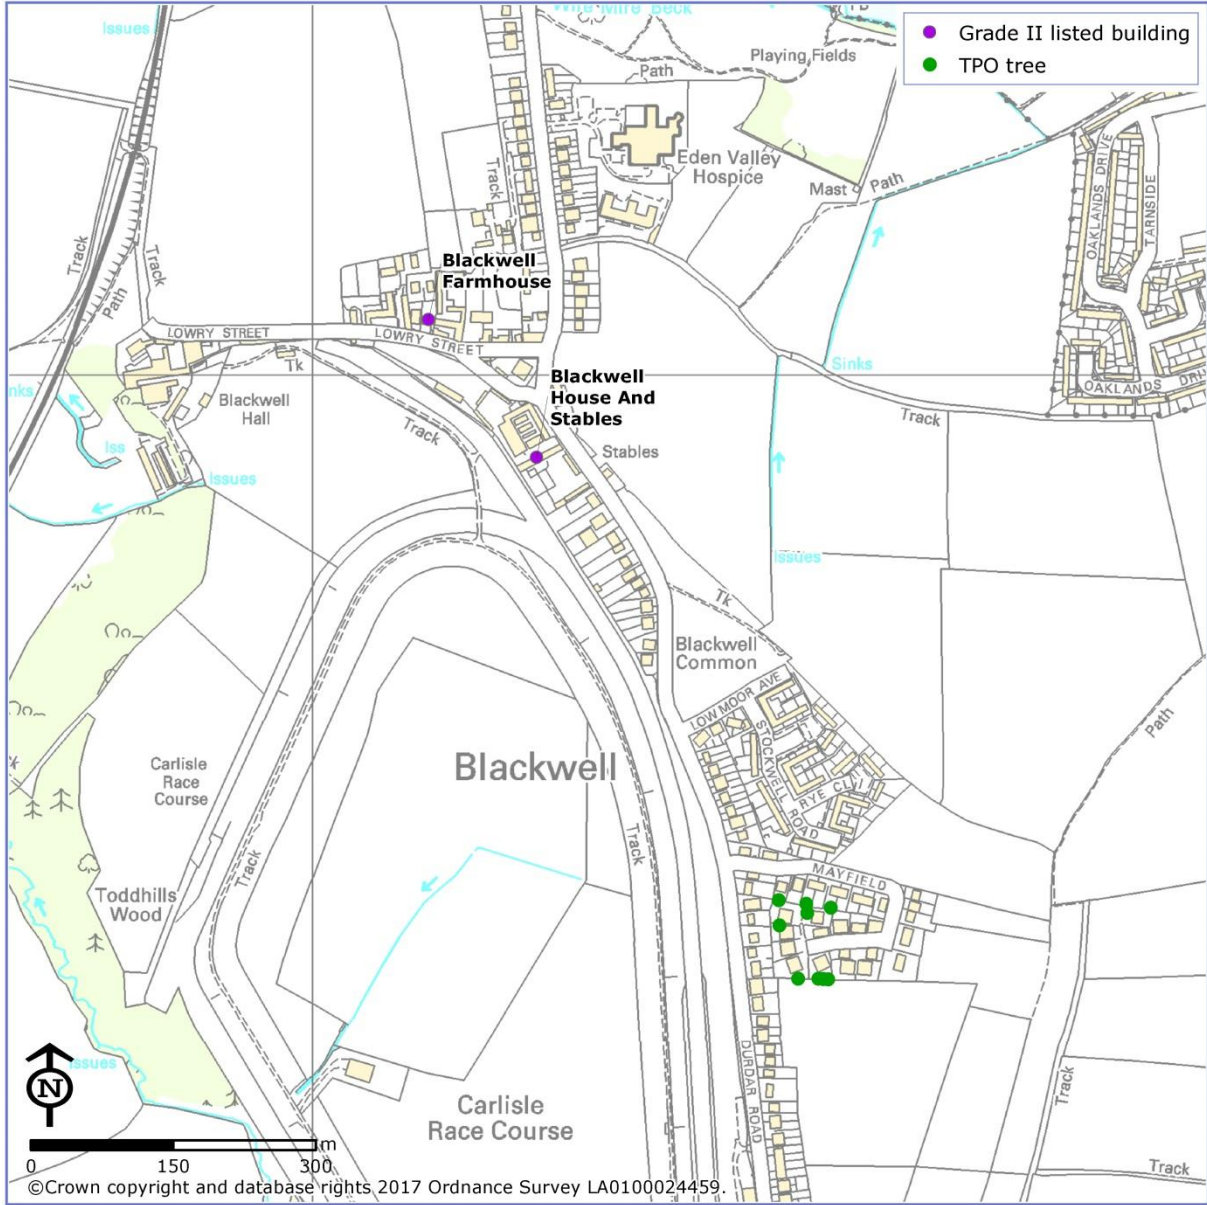 Issues
Wire Mire Beck
Playing Fields
Path
Grade II listed building
TPO tree
Eden Valley
Hospice
Mast
Path
OAKLANDS DRIVE
TARNSIDE
Track
Track
Track
Path
Blackwell
Farmhouse
LOWRY STREET
LOWRY STREET
Tk
Blackwell
Hall
Blackwell
House And
Stables
Sinks
OAKLANDS
Track
Track
Stables
Iss
Issues
Issues
Tk
Blackwell
Common
LOW MOOR AVE
STOCKWELL
ROAD
RYE CL
Path
Carlisle
Race
Course
Blackwell
Track
Track
Toddhills
Wood
MAYFIELD
Carlisle
Race Course
DURDAR ROAD
Track
Track
N
m
0 150 300
©Crown copyright and database rights 2017 Ordnance Survey LA0100024459.